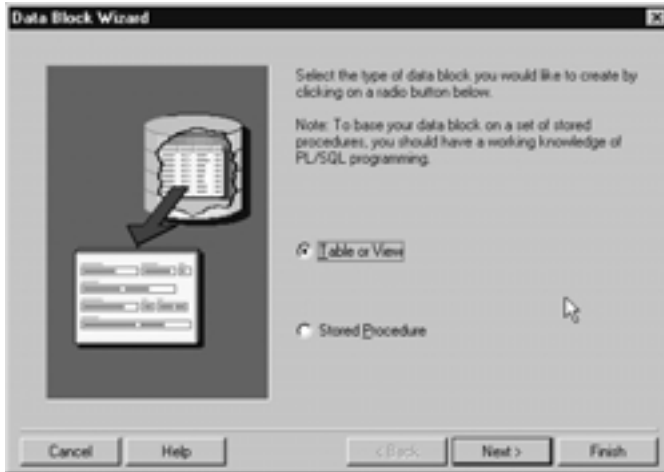 Data Block Wizard
Select the type of data block you would like to create by
clicking on a radio button below.
Note: To base your data block on a set of stored
procedures, you should have a working knowledge of
PL/SQL programming.
Table or View
Stored Procedure
Cancel
Help
< Back
Next >
Finish